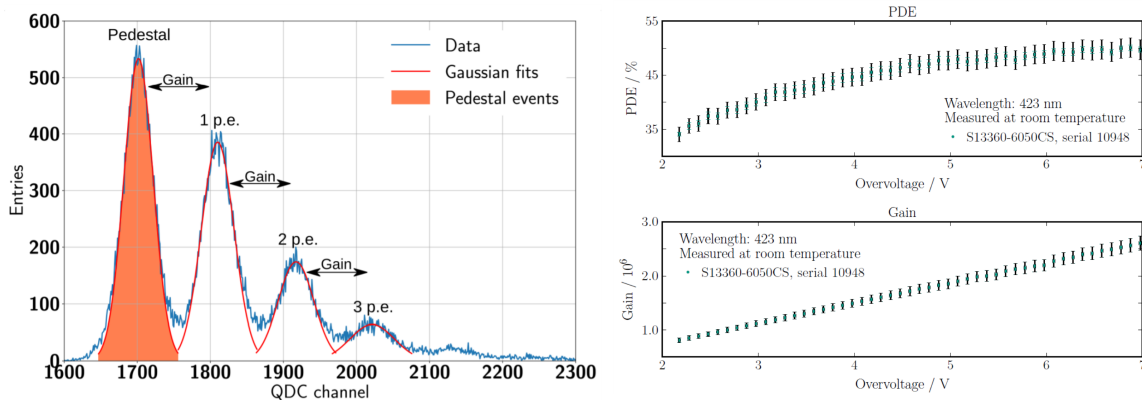 600
500
400
300
200
100
0
Entries
Pedestal
Gain
1 p.e.
Gain
2 p.e.
Gain
3 p.e.
Data
Gaussian fits
Pedestal events
1600 1700 1800 1900 2000 2100 2200 2300
QDC channel
PDE
55
45
35
PDE / %
Wavelength: 423 nm
Measured at room temperature
S13360-6050CS, serial 10948
2 3 4 5 6 7
Overvoltage / V
Gain
3.0
2.0
1.0
Gain / 10⁶
Wavelength: 423 nm
Measured at room temperature
S13360-6050CS, serial 10948
2 3 4 5 6 7
Overvoltage / V